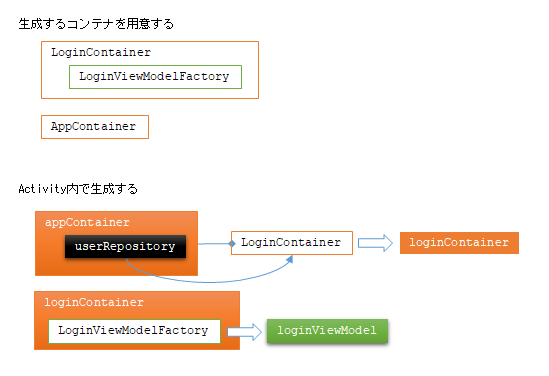 生成するコンテナを用意する
LoginContainer
LoginViewModelFactory
AppContainer
Activity内で生成する
appContainer
userRepository
LoginContainer
loginContainer
loginContainer
LoginViewModelFactory
loginViewModel